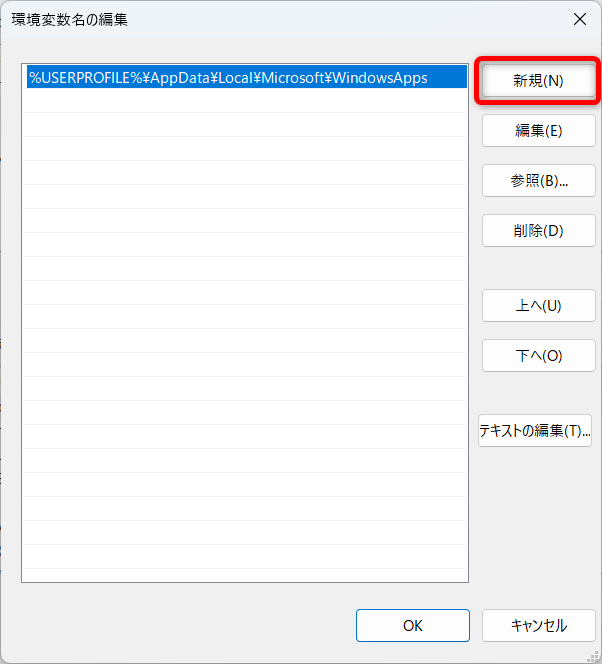 環境変数名の編集
%USERPROFILE%¥AppData¥Local¥Microsoft¥WindowsApps
新規(N)
編集(E)
参照(B)...
削除(D)
上へ(U)
下へ(O)
テキストの編集(T)...
OK
キャンセル